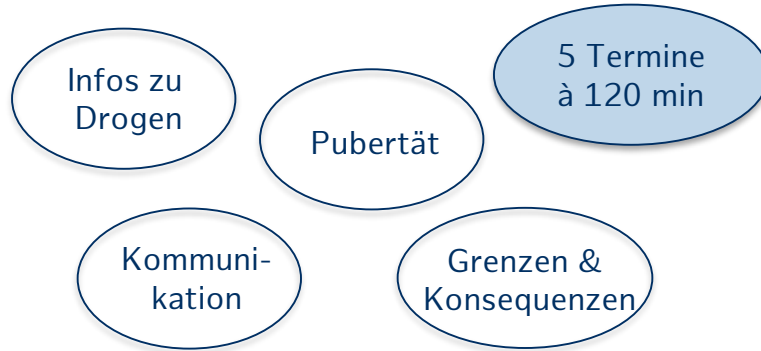 Infos zu
Drogen
Pubertät
5 Termine
à 120 min
Kommuni-
kation
Grenzen &
Konsequenzen